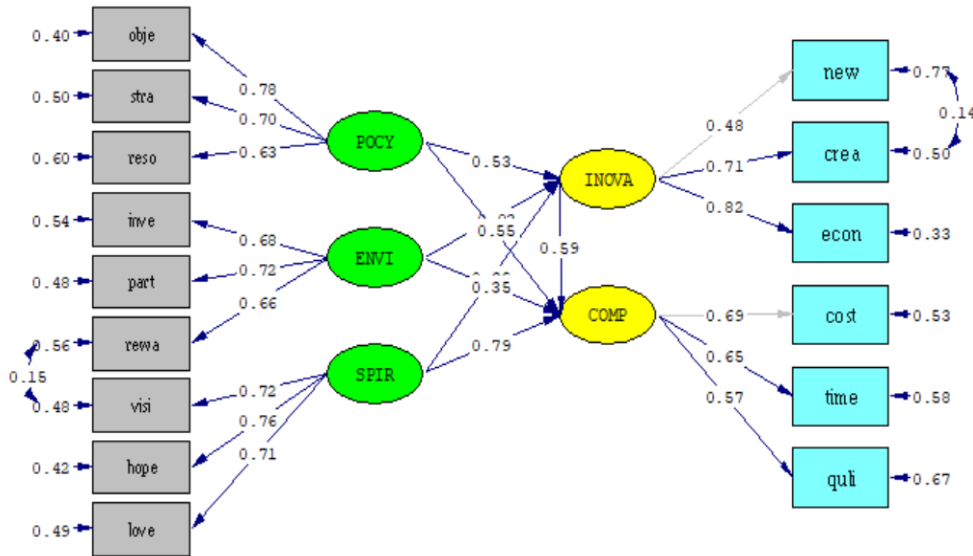 0.40
obje
0.50
stra
0.60
reso
0.54
inve
0.48
part
0.56
rewa
0.15
0.48
visi
0.42
hope
0.49
love
0.78
0.70
0.63
0.68
0.72
0.66
0.72
0.76
0.71
POCY
ENVI
SPIR
0.53
0.55
0.35
0.79
0.59
INOVA
COMP
0.48
0.71
0.82
0.69
0.65
0.57
new
0.77
0.14
crea
0.50
econ
0.33
cost
0.53
time
0.58
quli
0.67